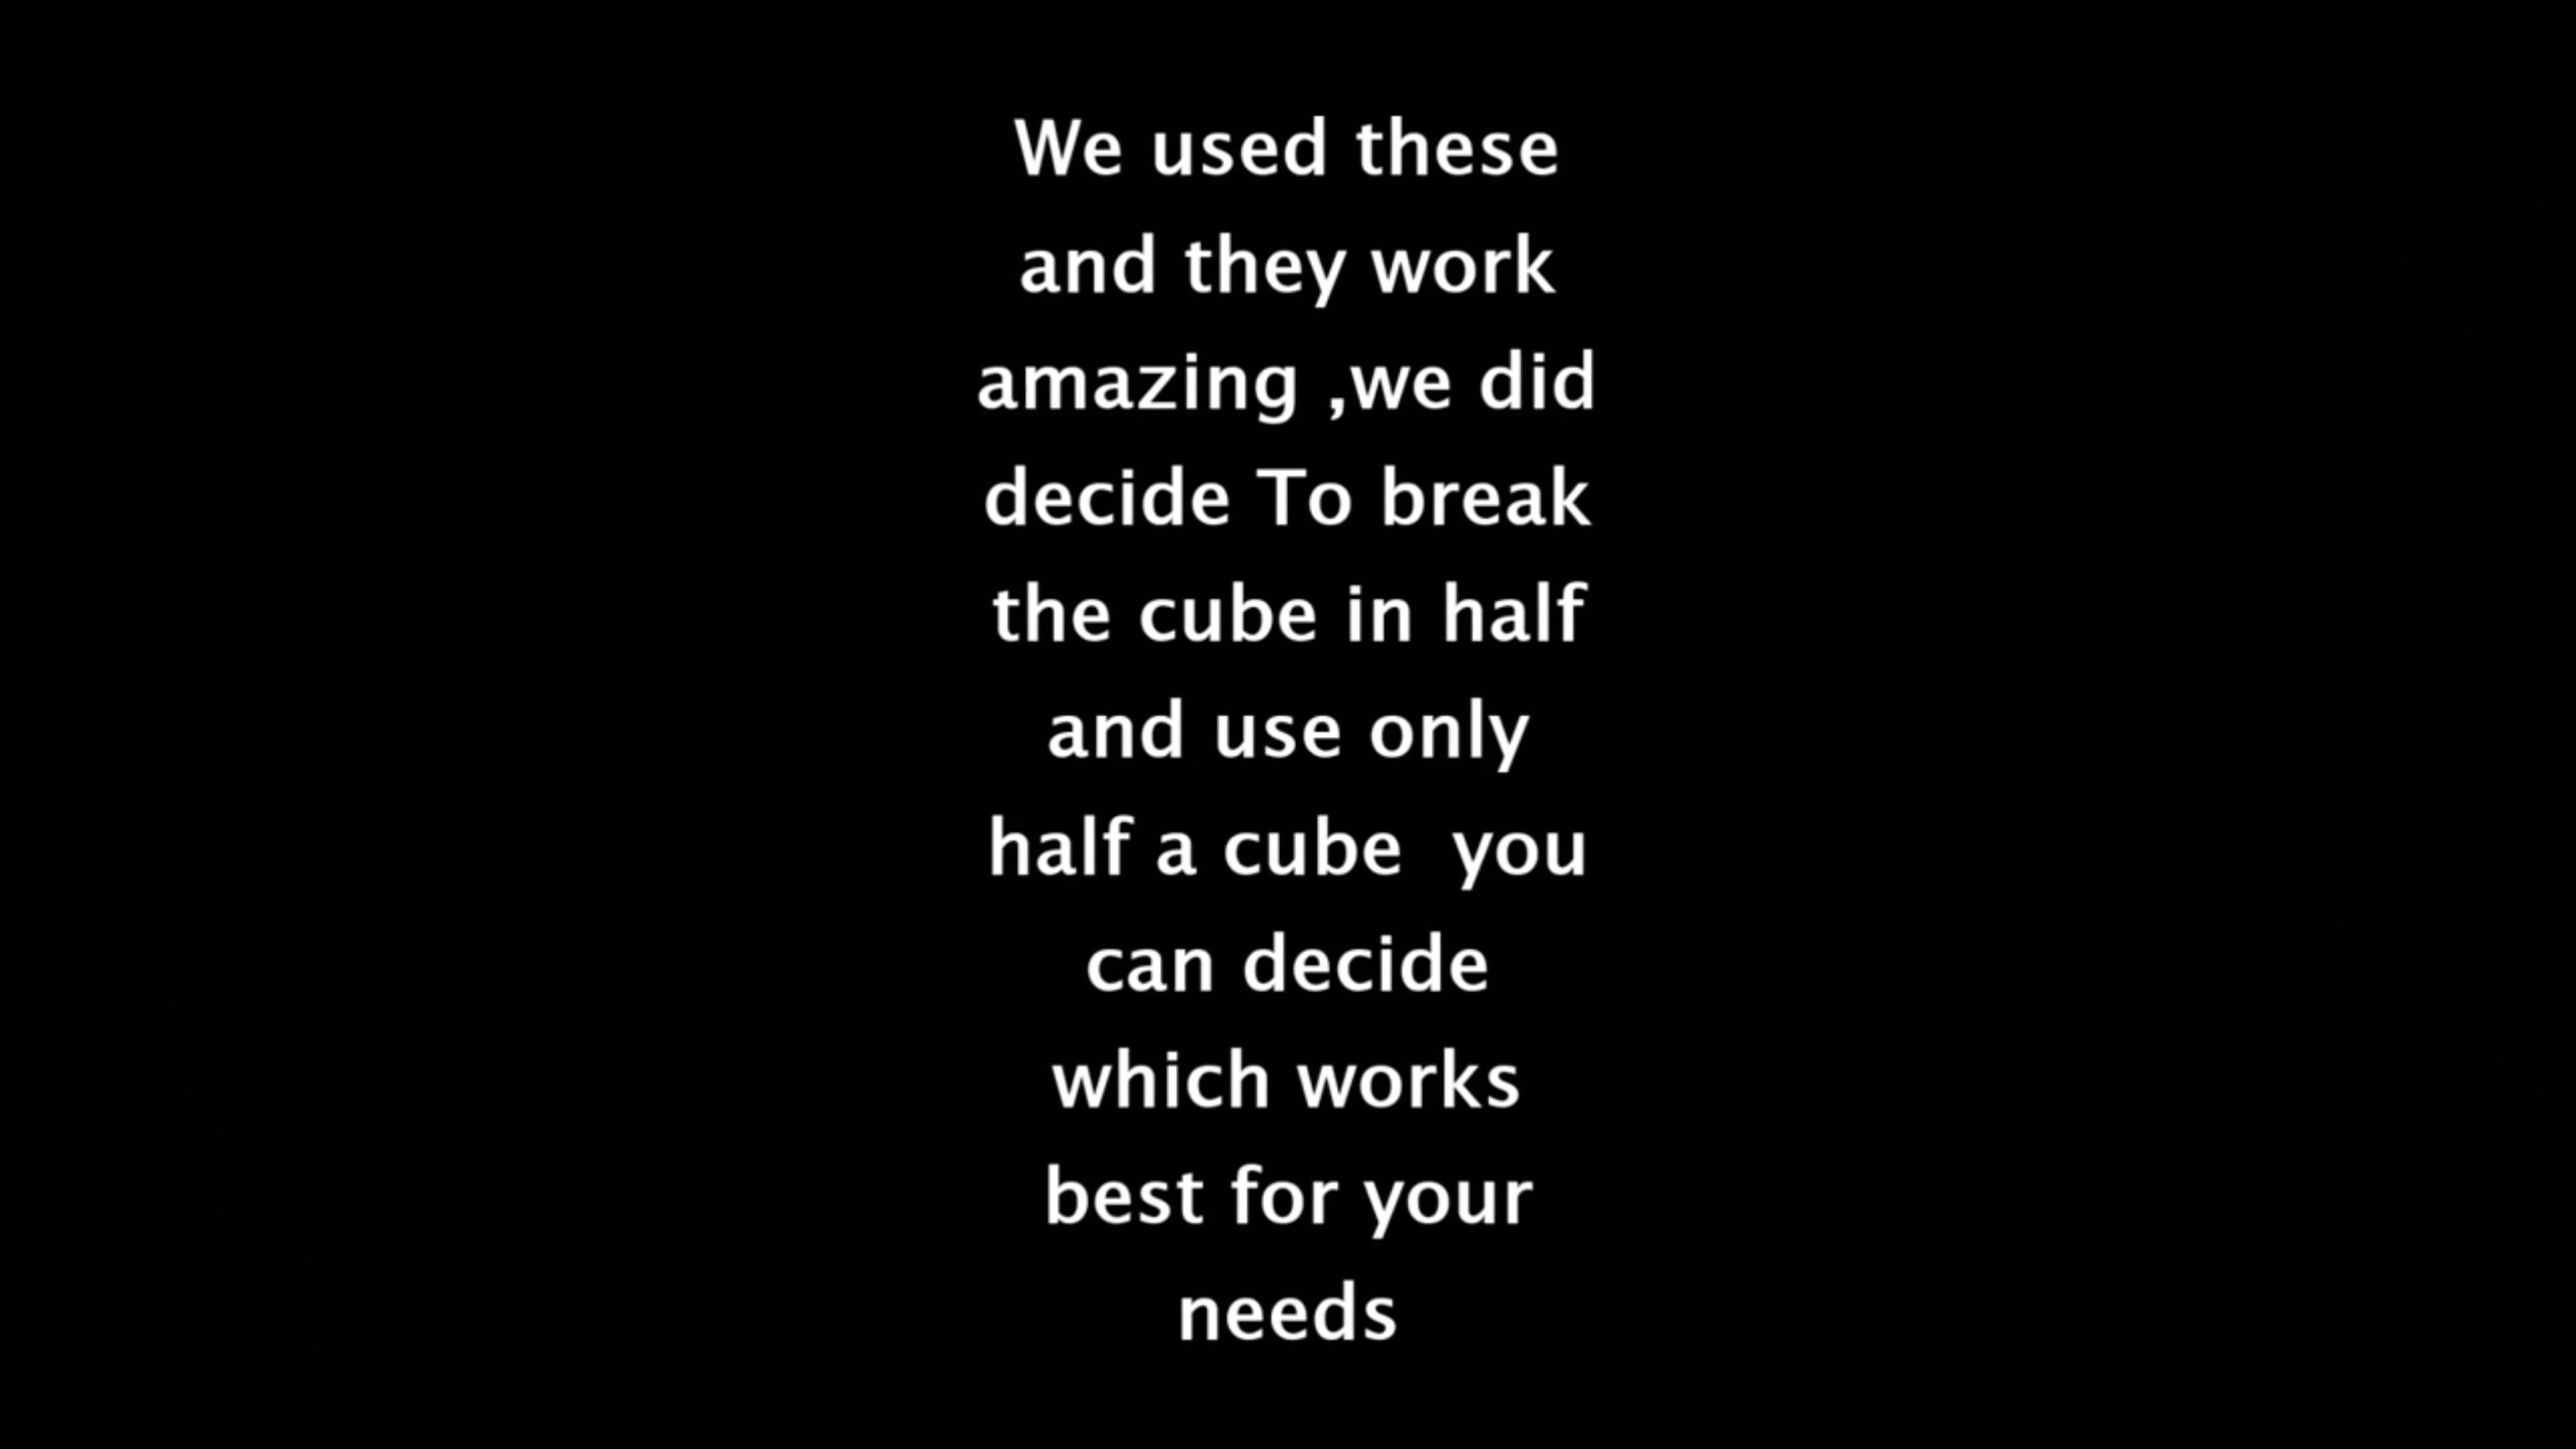 We used these
and they work
amazing ,we did
decide To break
the cube in half
and use only
half a cube  you
can decide
which works
best for your
needs